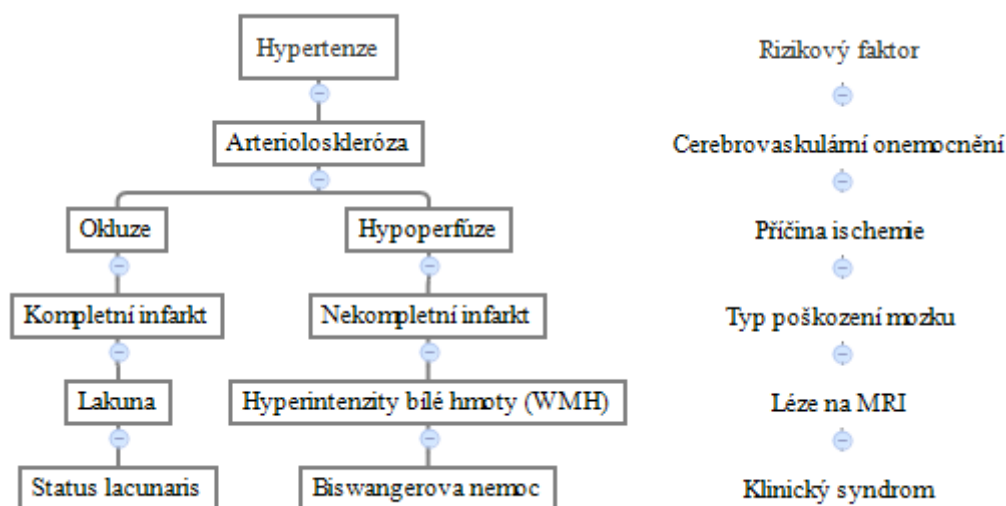 Hypertenze
Rizikový faktor
Arterioloskleróza
Cerebrovaskulární onemocnění
Okluze
Hypoperfúze
Příčina ischemie
Kompletní infarkt
Nekompletní infarkt
Typ poškození mozku
Lakuna
Hyperintenzity bílé hmoty (WMH)
Léze na MRI
Status lacunaris
Biswangerova nemoc
Klinický syndrom